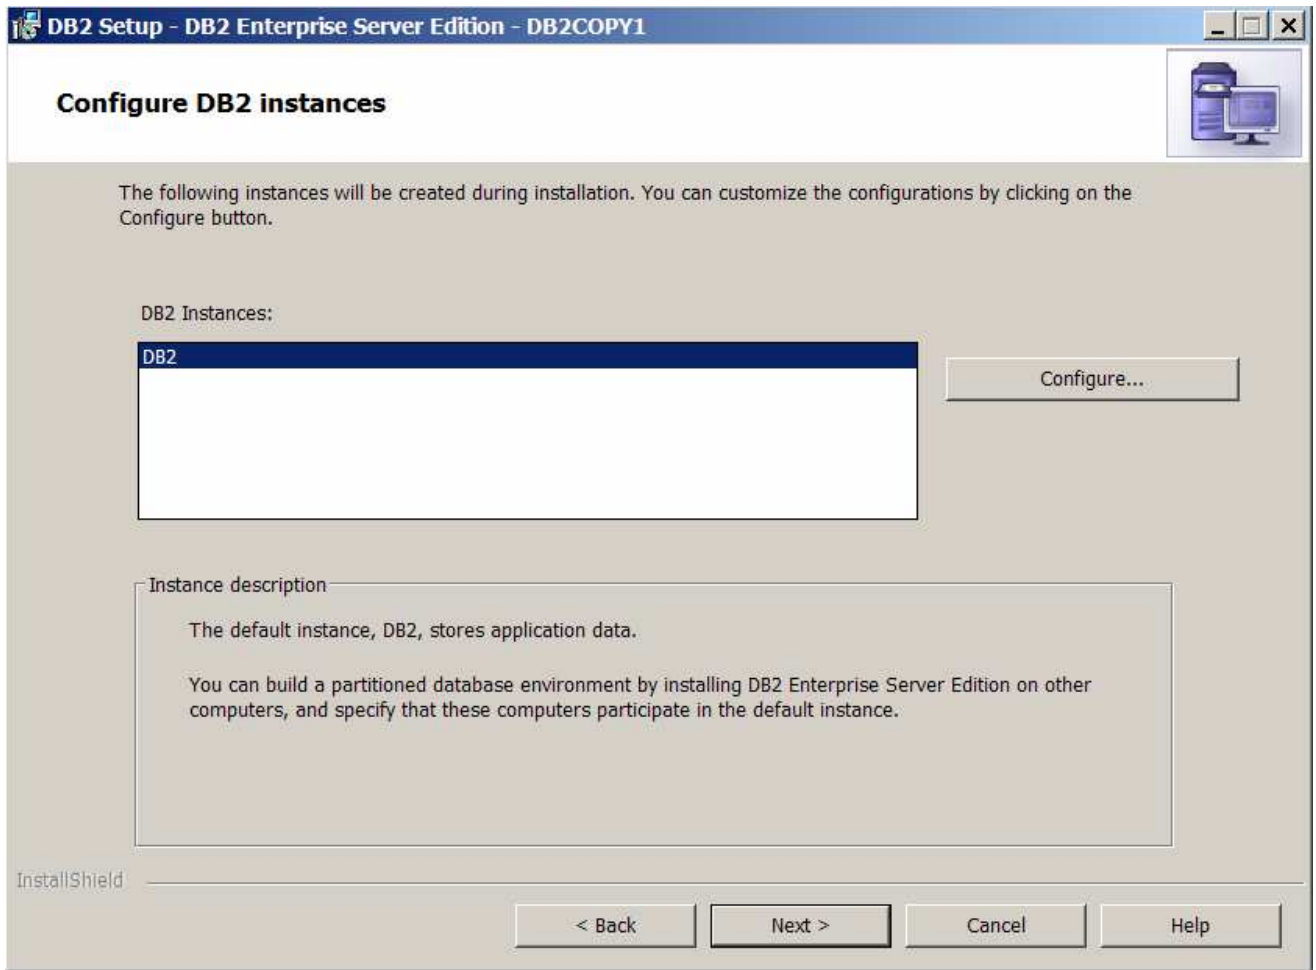 DB2 Setup - DB2 Enterprise Server Edition - DB2COPY1
Configure DB2 instances
The following instances will be created during installation. You can customize the configurations by clicking on the
Configure button.
DB2 Instances:
DB2
Configure...
Instance description
The default instance, DB2, stores application data.
You can build a partitioned database environment by installing DB2 Enterprise Server Edition on other
computers, and specify that these computers participate in the default instance.
InstallShield
< Back
Next >
Cancel
Help